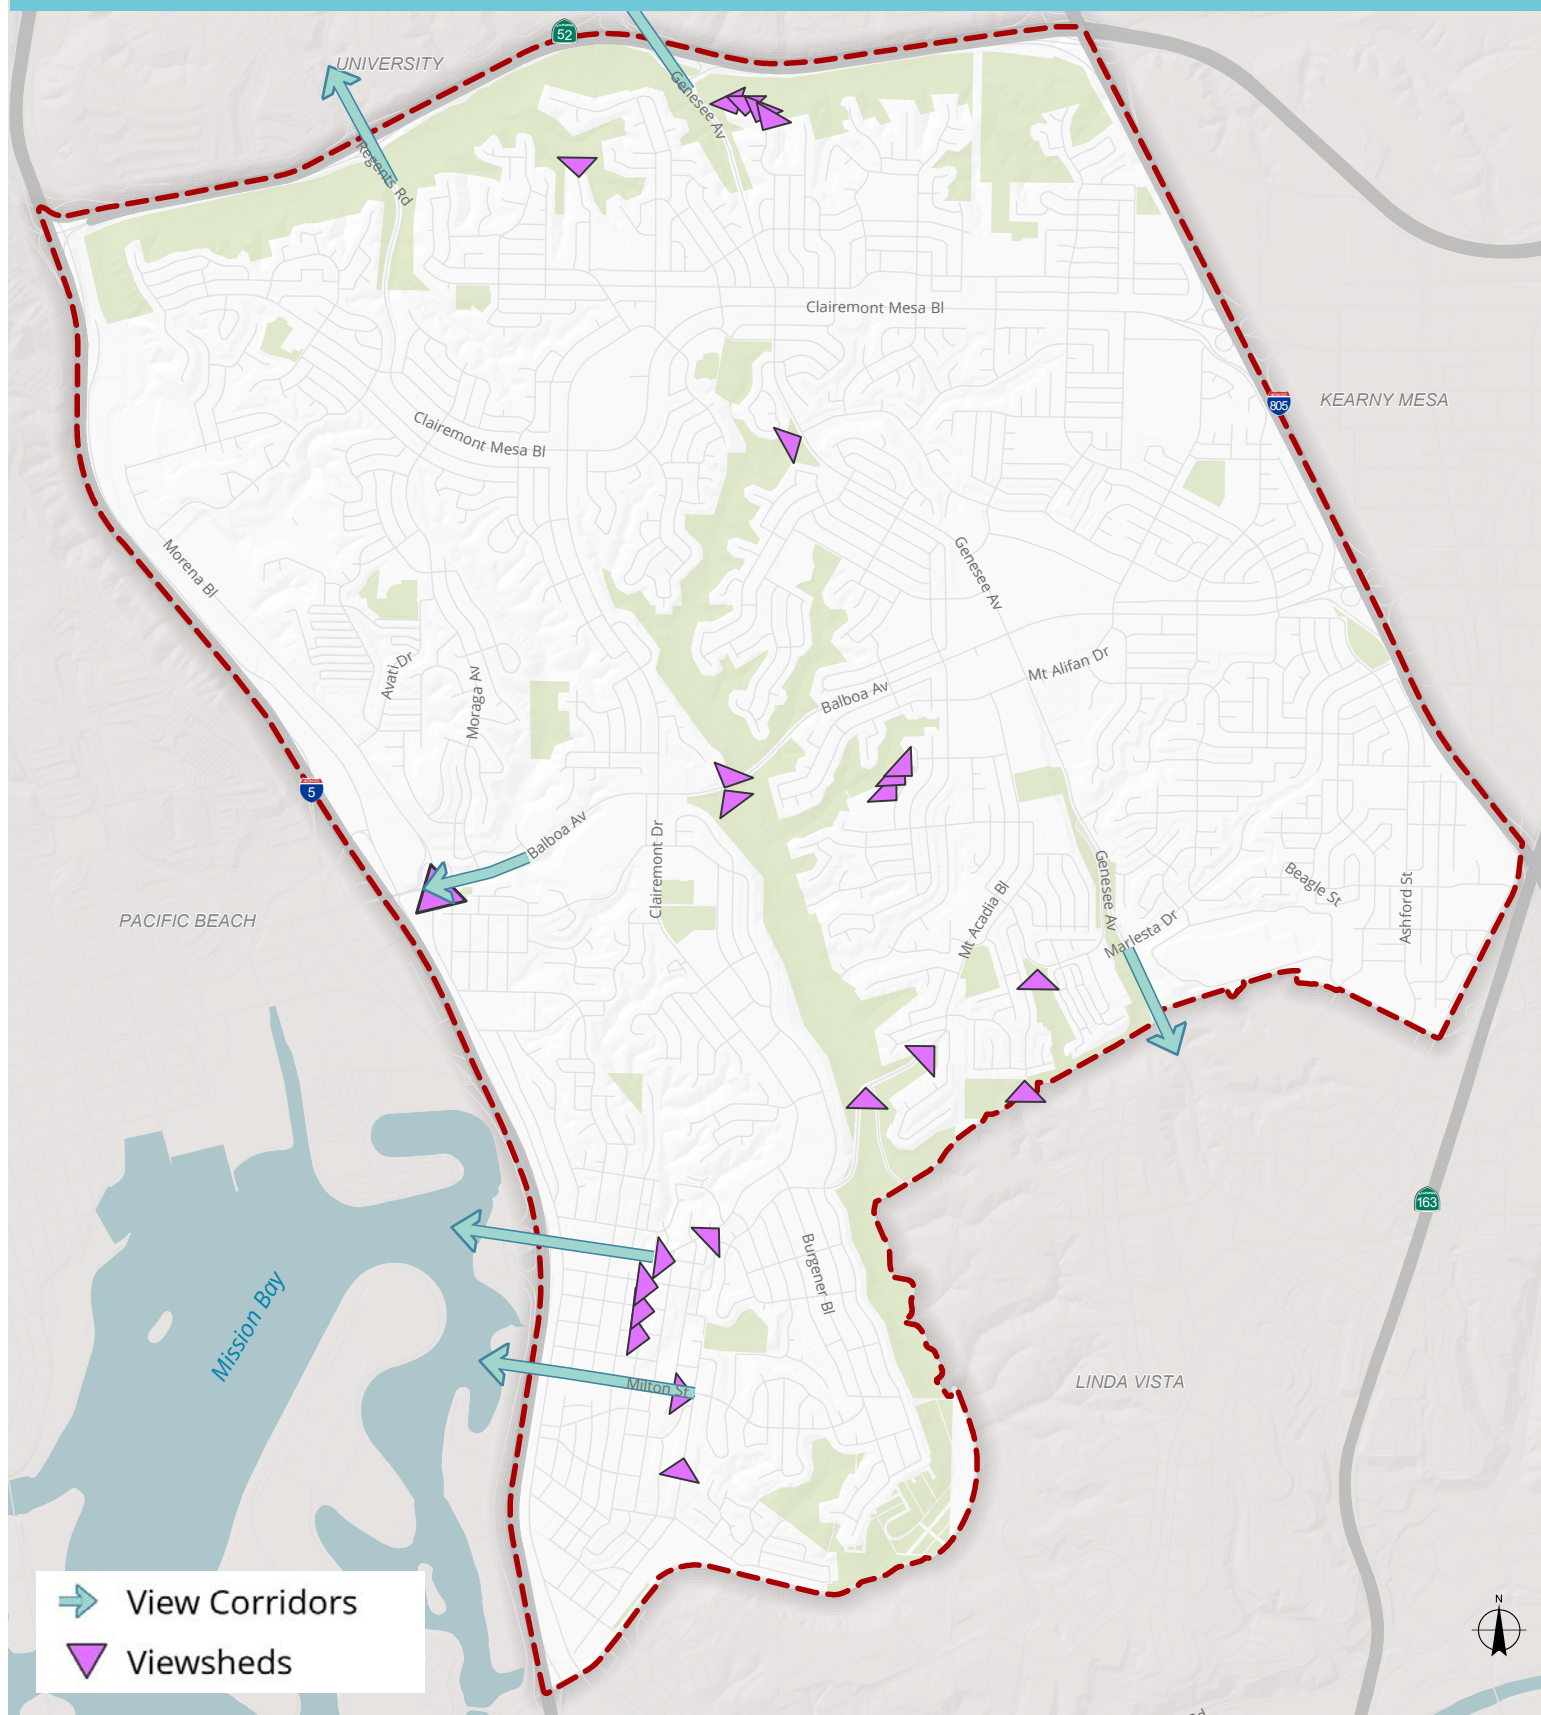 52
UNIVERSITY
Genesee Av
Regents Rd
Clairemont Mesa Bl
805
KEARNY MESA
Clairemont Mesa Bl
Morena Bl
Genesee Av
Avati Dr
Moraga Av
Mt Alifan Dr
Balboa Av
5
Balboa Av
Clairemont Dr
Genesee Av
Beagle St
Ashford St
Mt Acadia Bl
Marlesta Dr
PACIFIC BEACH
163
Burgener Bl
Mission Bay
Milton St
LINDA VISTA
View Corridors
Viewsheds
N